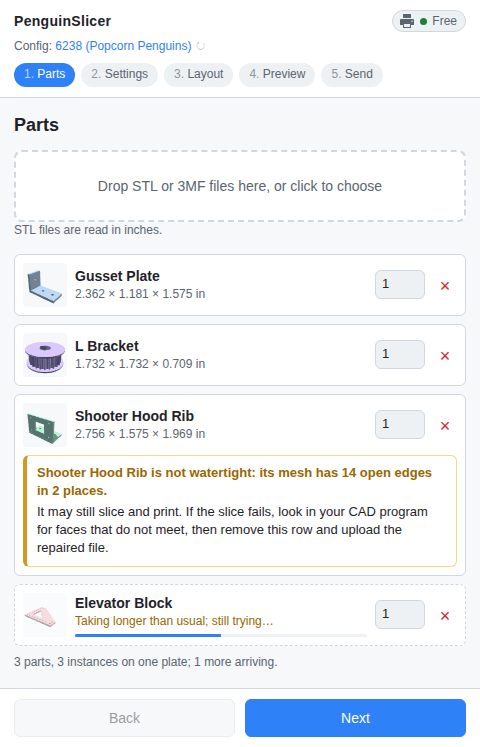 PenguinSlicer
Free
Config: 6238 (Popcorn Penguins)
1. Parts
2. Settings
3. Layout
4. Preview
5. Send
Parts
Drop STL or 3MF files here, or click to choose
STL files are read in inches.
Gusset Plate
2.362 × 1.181 × 1.575 in
1
×
L Bracket
1.732 × 1.732 × 0.709 in
1
×
Shooter Hood Rib
2.756 × 1.575 × 1.969 in
1
×
Shooter Hood Rib is not watertight: its mesh has 14 open edges
in 2 places.
It may still slice and print. If the slice fails, look in your CAD program
for faces that do not meet, then remove this part and upload the
repaired file.
Elevator Block
Taking longer than usual; still trying…
1
×
3 parts, 3 instances on one plate; 1 more arriving.
Back
Next